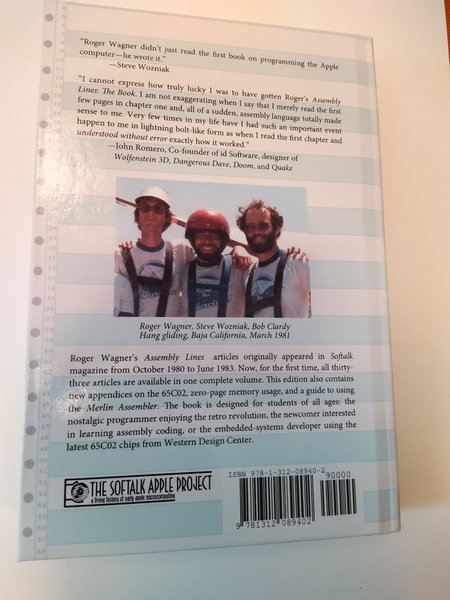 “Roger Wagner didn’t just read the first book on programming the Apple
computer—he wrote it.”
—Steve Wozniak
“I cannot express how truly lucky I was to have gotten Roger’s Assembly
Lines: The Book. I am not exaggerating when I say that I merely read the first
few pages in chapter one, and all of a sudden, assembly language totally made
sense to me. Very few times in my life have I had such an important event
happen to me in lightning bolt-like form as when I read the first chapter and
understood without error exactly how it worked.”
—John Romero, Co-founder of id Software, designer of
Wolfenstein 3D, Dangerous Dave, Doom, and Quake
Roger Wagner, Steve Wozniak, Bob Clardy
Hang gliding, Baja California, March 1981
Roger Wagner’s Assembly Lines articles originally appeared in Softalk
magazine from October 1980 to June 1983. Now, for the first time, all thirty-
three articles are available in one complete volume. This edition also contains
new appendices on the 65C02, zero-page memory usage, and a guide to using
the Merlin Assembler. The book is designed for students of all ages: the
nostalgic programmer enjoying the retro revolution, the newcomer interested
in learning assembly coding, or the embedded-systems developer using the
latest 65C02 chips from Western Design Center.
THE SOFTALK APPLE PROJECT
a living history of early apple microcomputing
ISBN 978-1-312-08940-2
90000
9 781312 089402